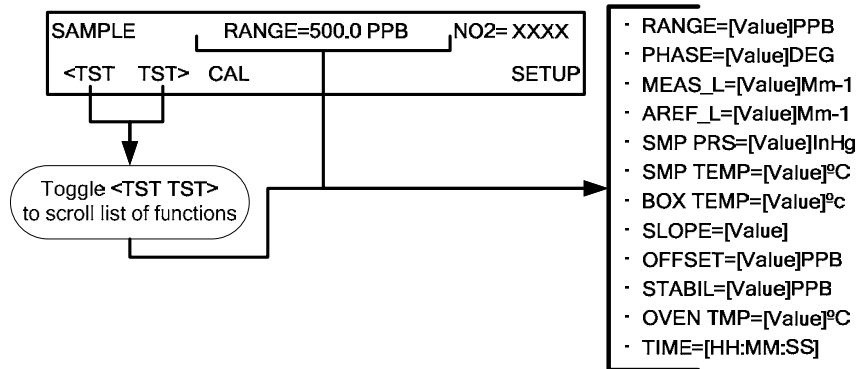 SAMPLE RANGE=500.0 PPB NO2= XXXX
<TST TST> CAL SETUP
Toggle <TST TST>
to scroll list of functions
· RANGE=[Value]PPB
· PHASE=[Value]DEG
· MEAS_L=[Value]Mm-1
· AREF_L=[Value]Mm-1
· SMP PRS=[Value]InHg
· SMP TEMP=[Value]ºC
· BOX TEMP=[Value]ºc
· SLOPE=[Value]
· OFFSET=[Value]PPB
· STABIL=[Value]PPB
· OVEN TMP=[Value]ºC
· TIME=[HH:MM:SS]